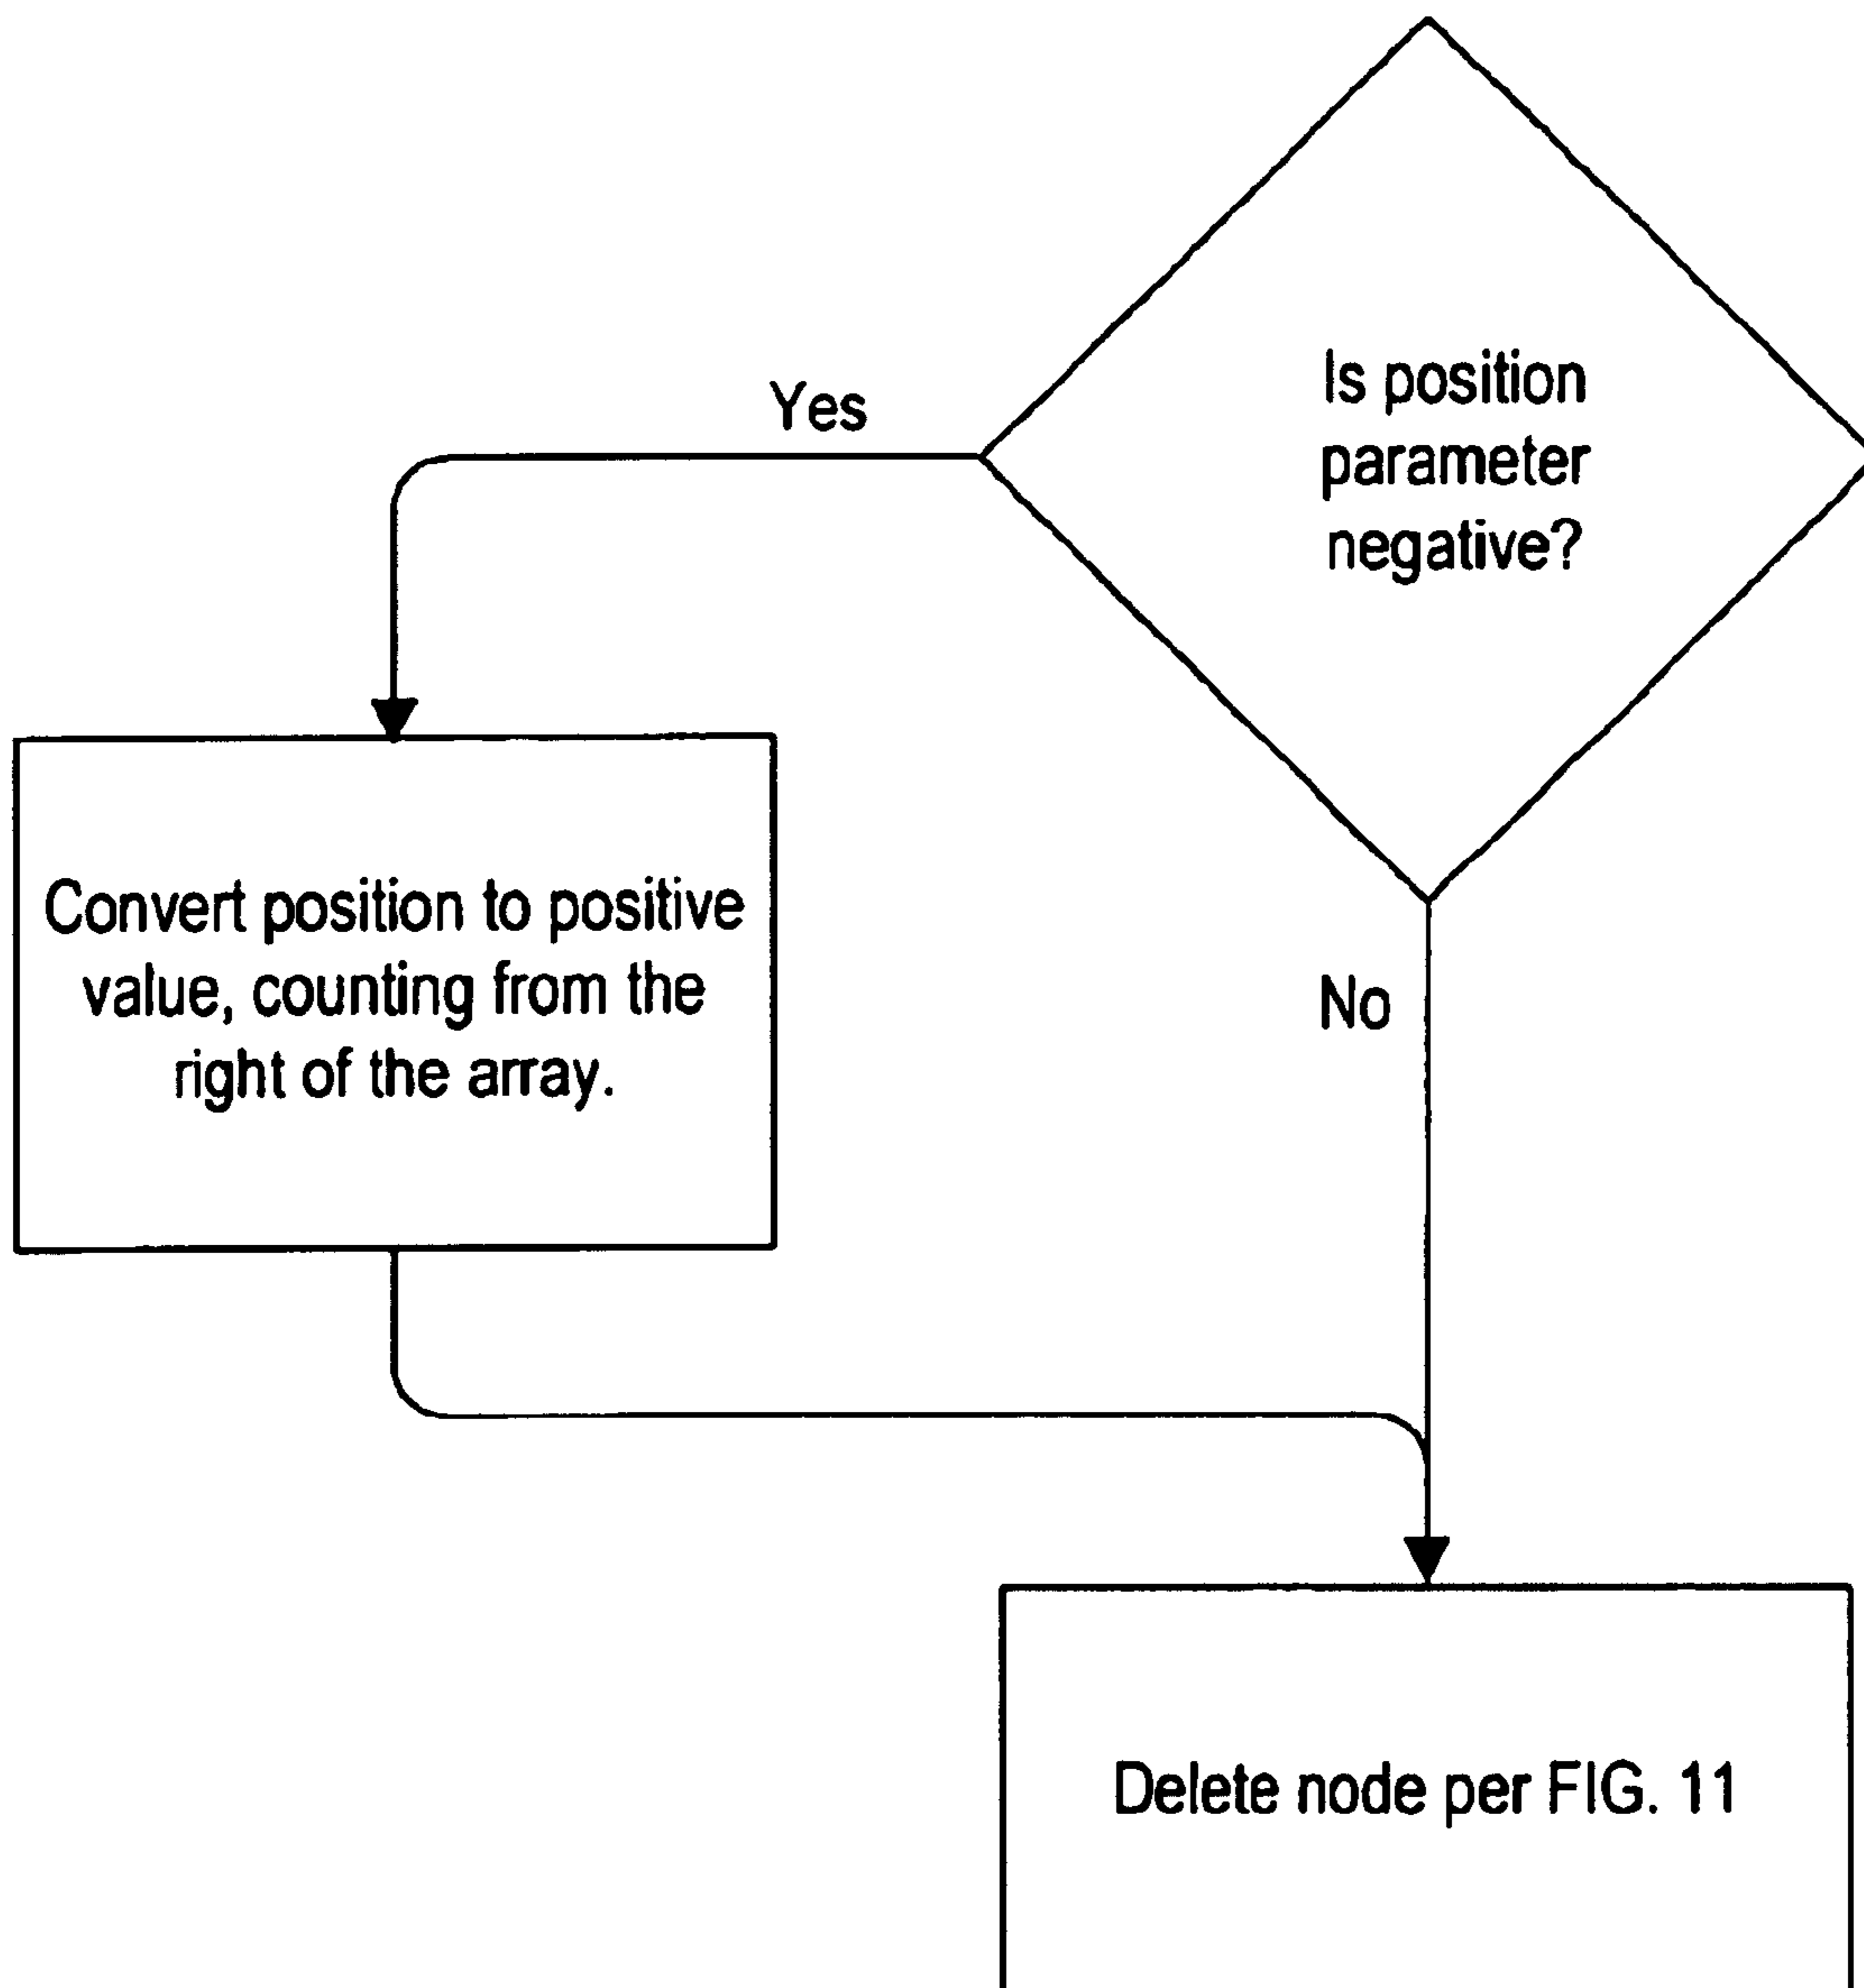 Is position
parameter
negative?
Yes
Convert position to positive
value, counting from the
right of the array.
No
Delete node per FIG. 11